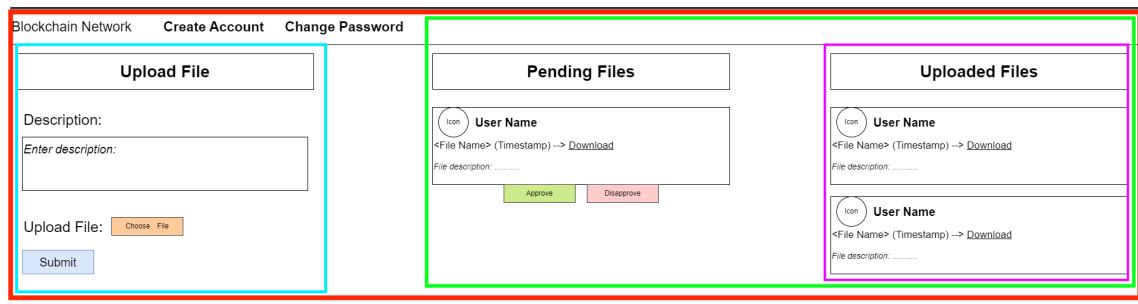 Blockchain Network Create Account Change Password
Upload File
Description:
Enter description:
Upload File: Choose File
Submit
Pending Files
Icon User Name
<File Name> (Timestamp) --> Download
File description: ...........
Approve Disapprove
Uploaded Files
Icon User Name
<File Name> (Timestamp) --> Download
File description: ...........
Icon User Name
<File Name> (Timestamp) --> Download
File description: ...........